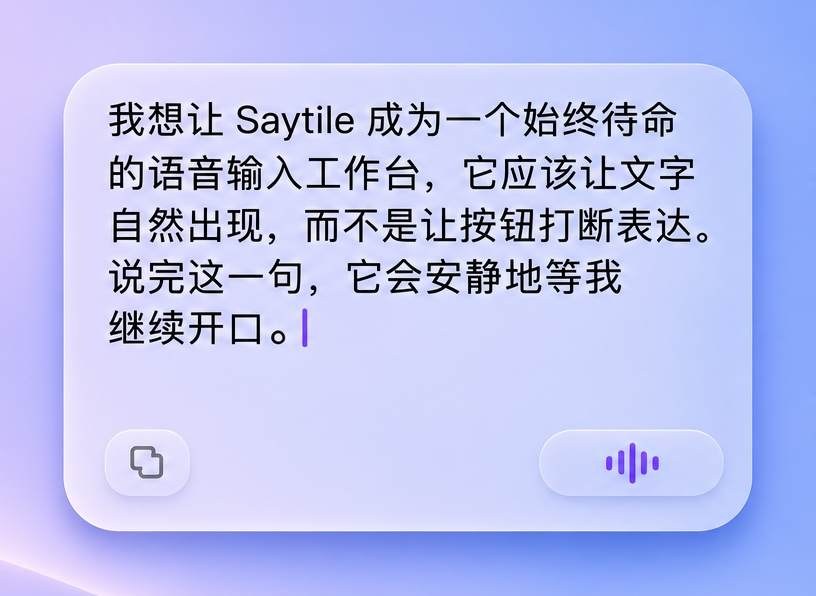 我想让 Saytile 成为一个始终待命
的语音输入工作台，它应该让文字
自然出现，而不是让按钮打断表达。
说完这一句，它会安静地等我
继续开口。